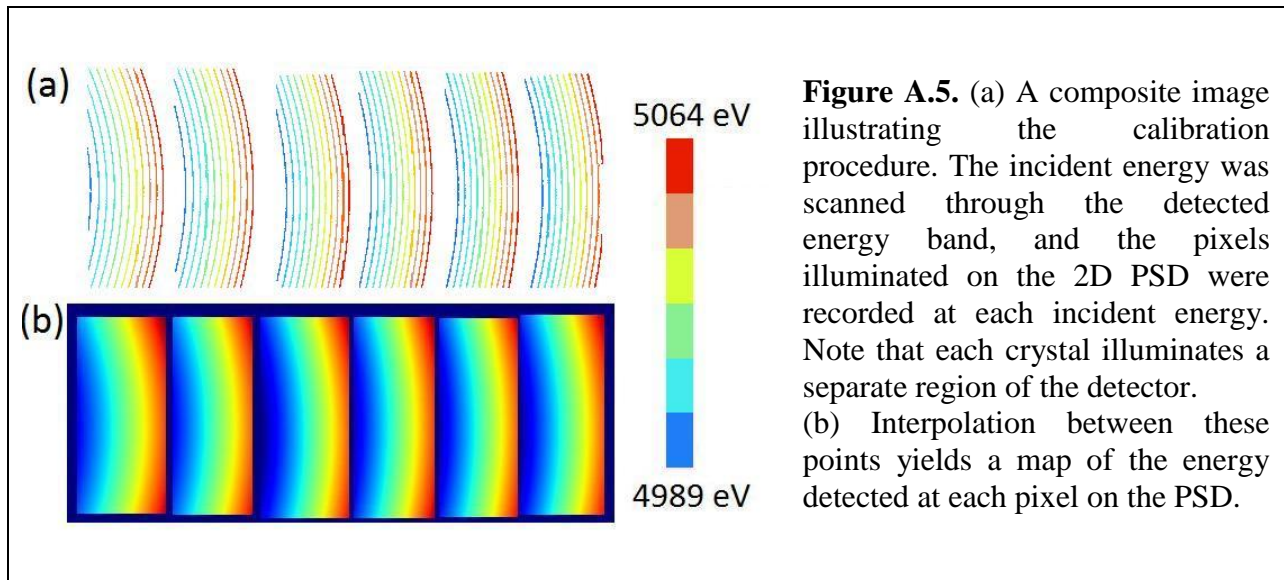 (a)
(b)
5064 eV
4989 eV
Figure A.5. (a) A composite image
illustrating the calibration
procedure. The incident energy was
scanned through the detected
energy band, and the pixels
illuminated on the 2D PSD were
recorded at each incident energy.
Note that each crystal illuminates a
separate region of the detector.
(b) Interpolation between these
points yields a map of the energy
detected at each pixel on the PSD.